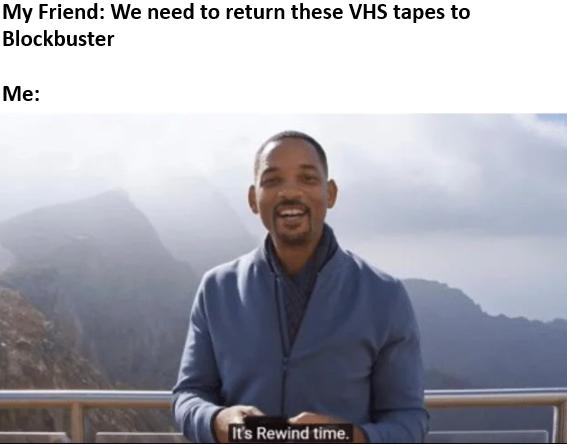 My Friend: We need to return these VHS tapes to
Blockbuster
Me:
It's Rewind time.